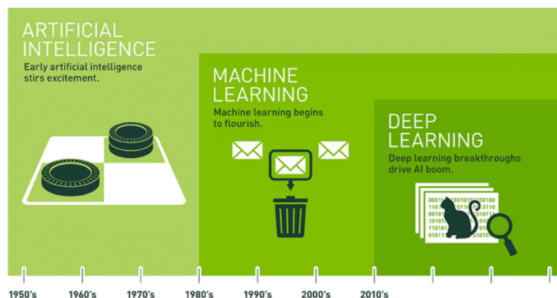 ARTIFICIAL
INTELLIGENCE
Early artificial intelligence
stirs excitement.
MACHINE
LEARNING
Machine learning begins
to flourish.
DEEP
LEARNING
Deep learning breakthroughs
drive AI boom.
1950's 1960's 1970's 1980's 1990's 2000's 2010's